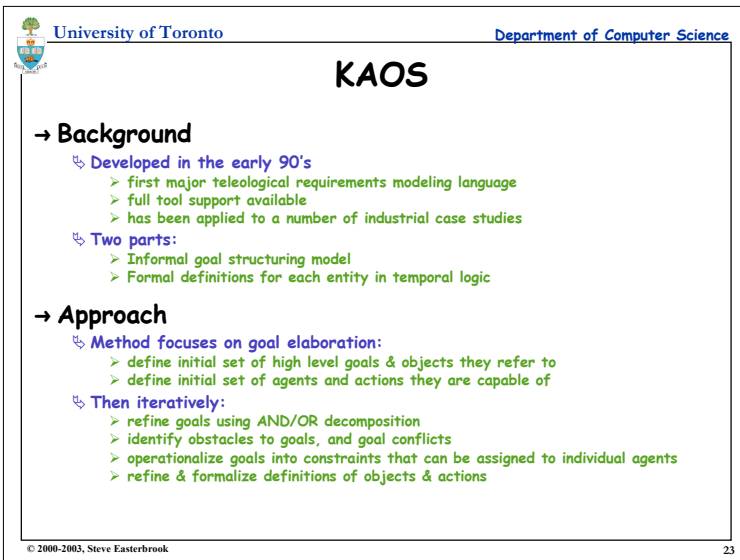 University of Toronto
Department of Computer Science
KAOS
→ Background
↳ Developed in the early 90's
➢ first major teleological requirements modeling language
➢ full tool support available
➢ has been applied to a number of industrial case studies
↳ Two parts:
➢ Informal goal structuring model
➢ Formal definitions for each entity in temporal logic
→ Approach
↳ Method focuses on goal elaboration:
➢ define initial set of high level goals & objects they refer to
➢ define initial set of agents and actions they are capable of
↳ Then iteratively:
➢ refine goals using AND/OR decomposition
➢ identify obstacles to goals, and goal conflicts
➢ operationalize goals into constraints that can be assigned to individual agents
➢ refine & formalize definitions of objects & actions
© 2000-2003, Steve Easterbrook
23